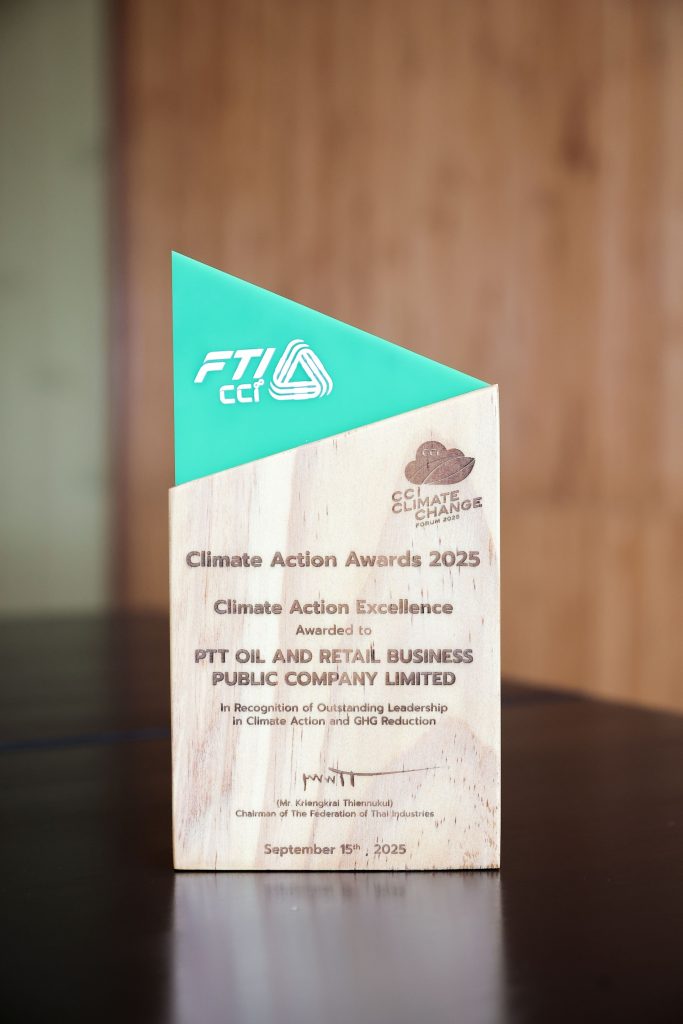 FTI
CCI
CCI
CCI
CLIMATE
CHANGE
FORUM 2025
Climate Action Awards 2025
Climate Action Excellence
Awarded to
PTT OIL AND RETAIL BUSINESS
PUBLIC COMPANY LIMITED
In Recognition of Outstanding Leadership
in Climate Action and GHG Reduction
(Mr. Kriengkrai Thiennukul)
Chairman of The Federation of Thai Industries
September 15th , 2025